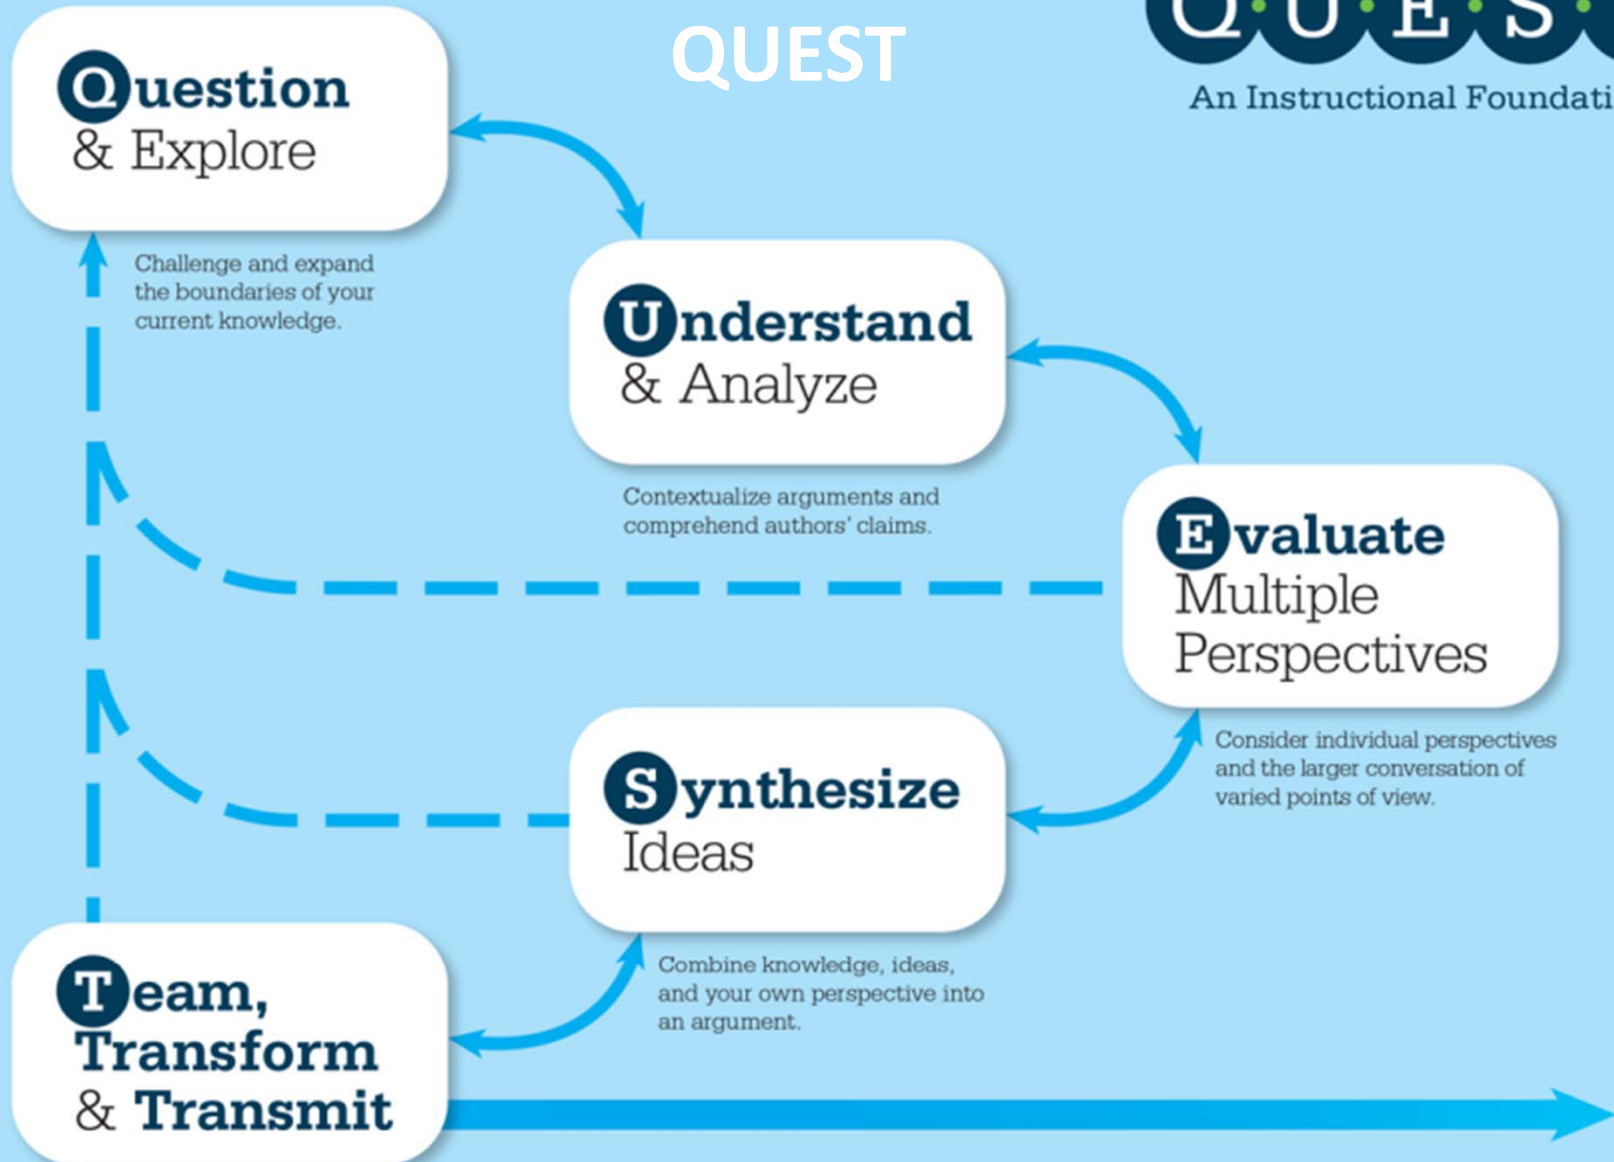 QUEST
Q·U·E·S·
An Instructional
Question
& Explore
Challenge and expand
the boundaries of your
current knowledge.
Understand
& Analyze
Contextualize arguments and
comprehend authors’ claims.
Evaluate
Multiple
Perspectives
Consider individual perspectives
and the larger conversation of
varied points of view.
Synthesize
Ideas
Combine knowledge, ideas,
and your own perspective into
an argument.
Team,
Transform
& Transmit